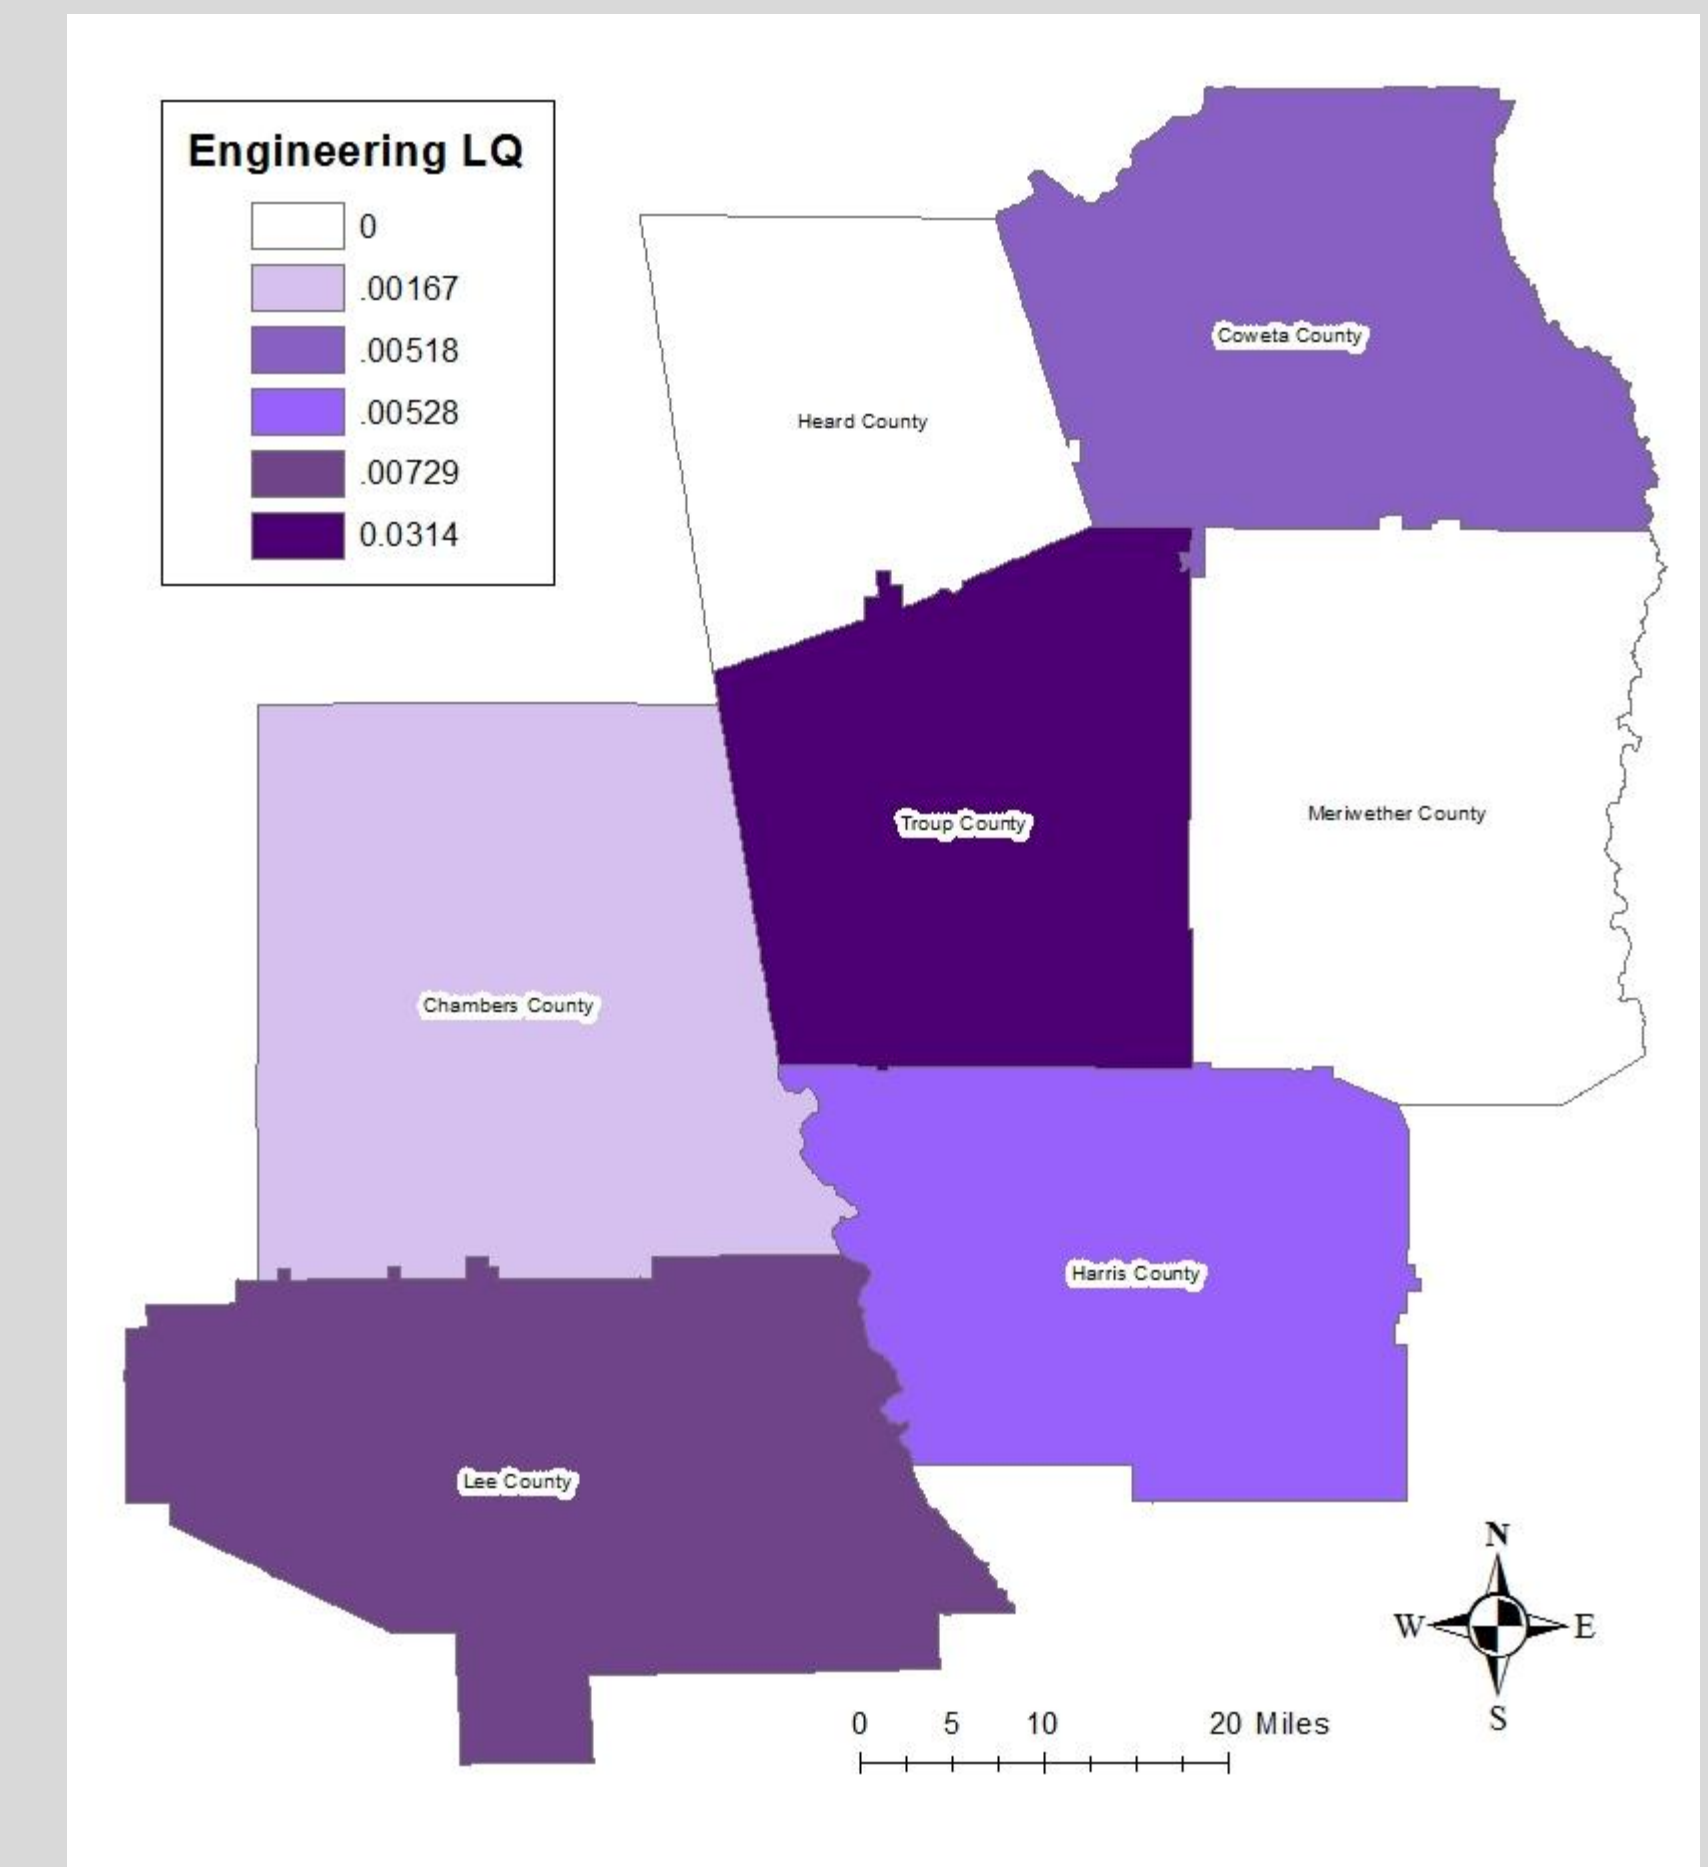 Engineering LQ
0
.00167
.00518
.00528
.00729
0.0314
Coweta County
Heard County
Troup County
Meriwether County
Chambers County
Harris County
Lee County
N
W E
S
0 5 10 20 Miles